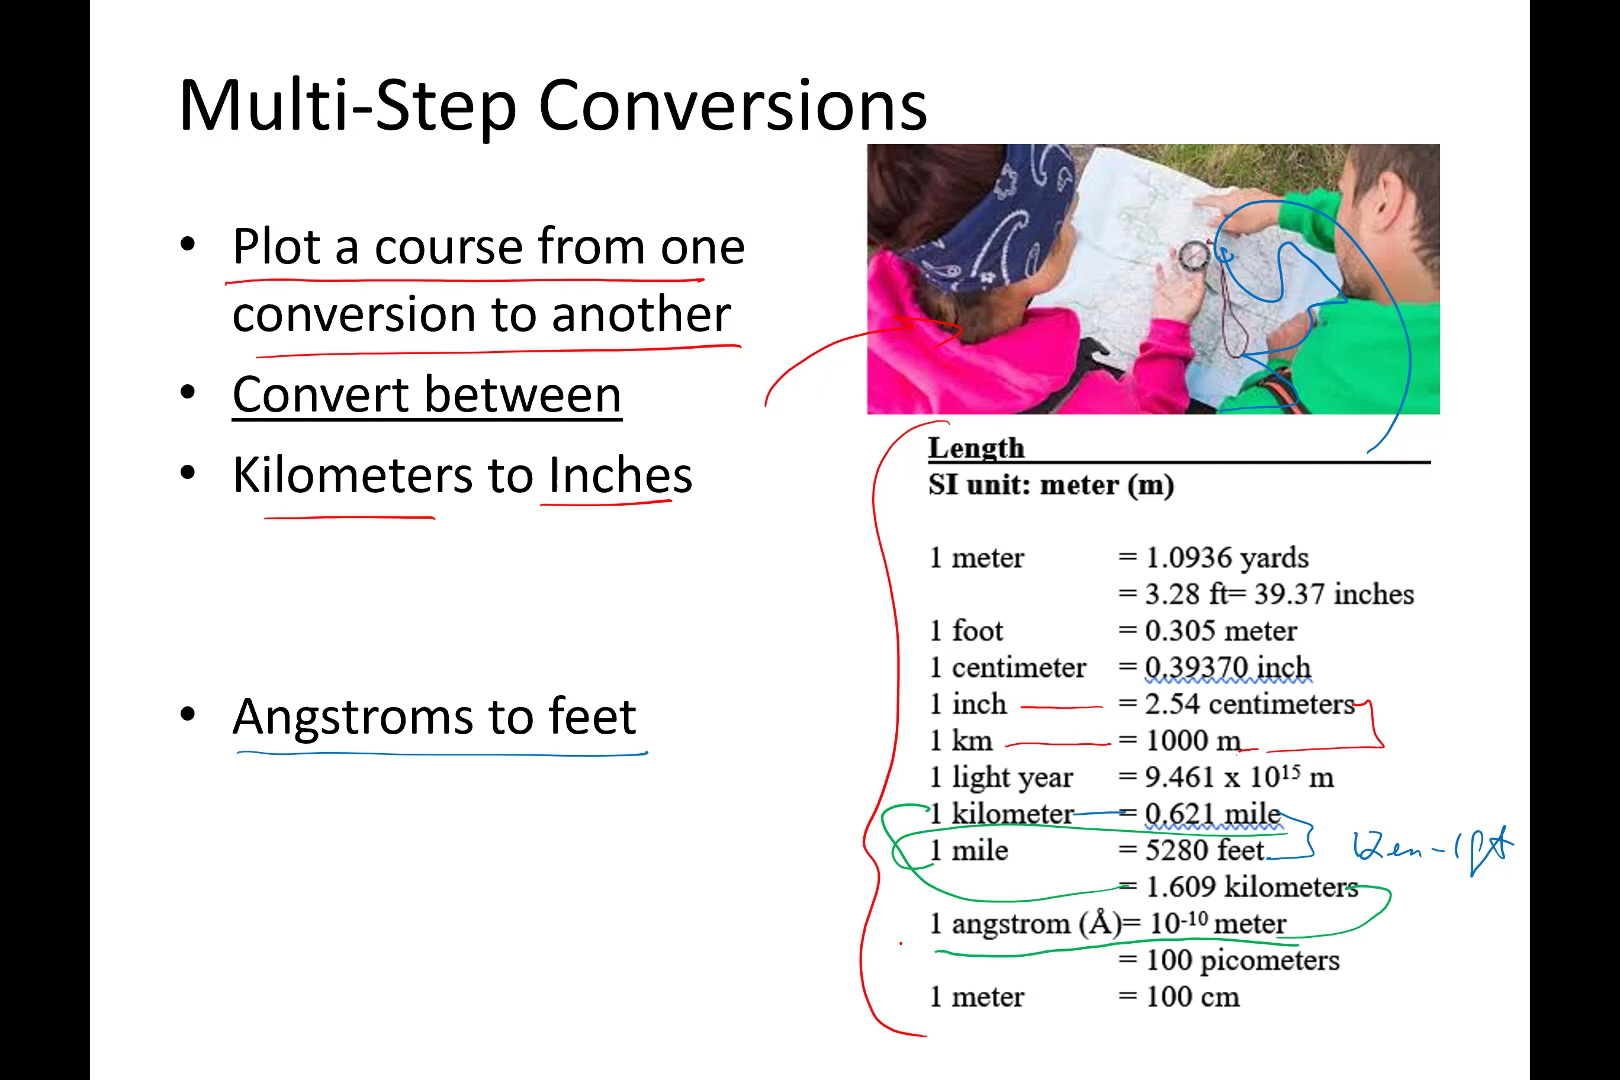 Multi-Step Conversions
• Plot a course from one
conversion to another
• Convert between
• Kilometers to Inches
• Angstroms to feet
Length
SI unit: meter (m)
1 meter = 1.0936 yards
= 3.28 ft= 39.37 inches
1 foot = 0.305 meter
1 centimeter = 0.39370 inch
1 inch = 2.54 centimeters
1 km = 1000 m
1 light year = 9.461 x 10¹⁵ m
1 kilometer = 0.621 mile
1 mile = 5280 feet
= 1.609 kilometers
1 angstrom (Å)= 10⁻¹⁰ meter
= 100 picometers
1 meter = 100 cm